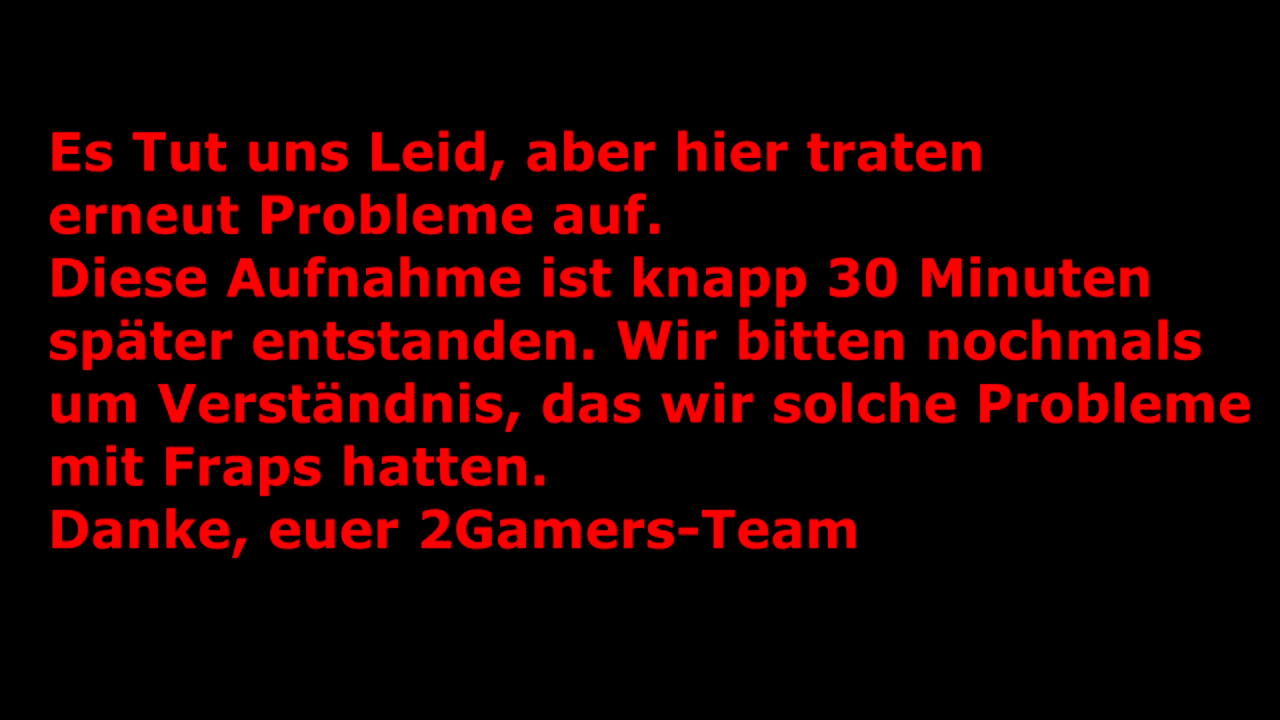 Es Tut uns Leid, aber hier traten
erneut Probleme auf.
Diese Aufnahme ist knapp 30 Minuten
später entstanden. Wir bitten nochmals
um Verständnis, das wir solche Probleme
mit Fraps hatten.
Danke, euer 2Gamers-Team